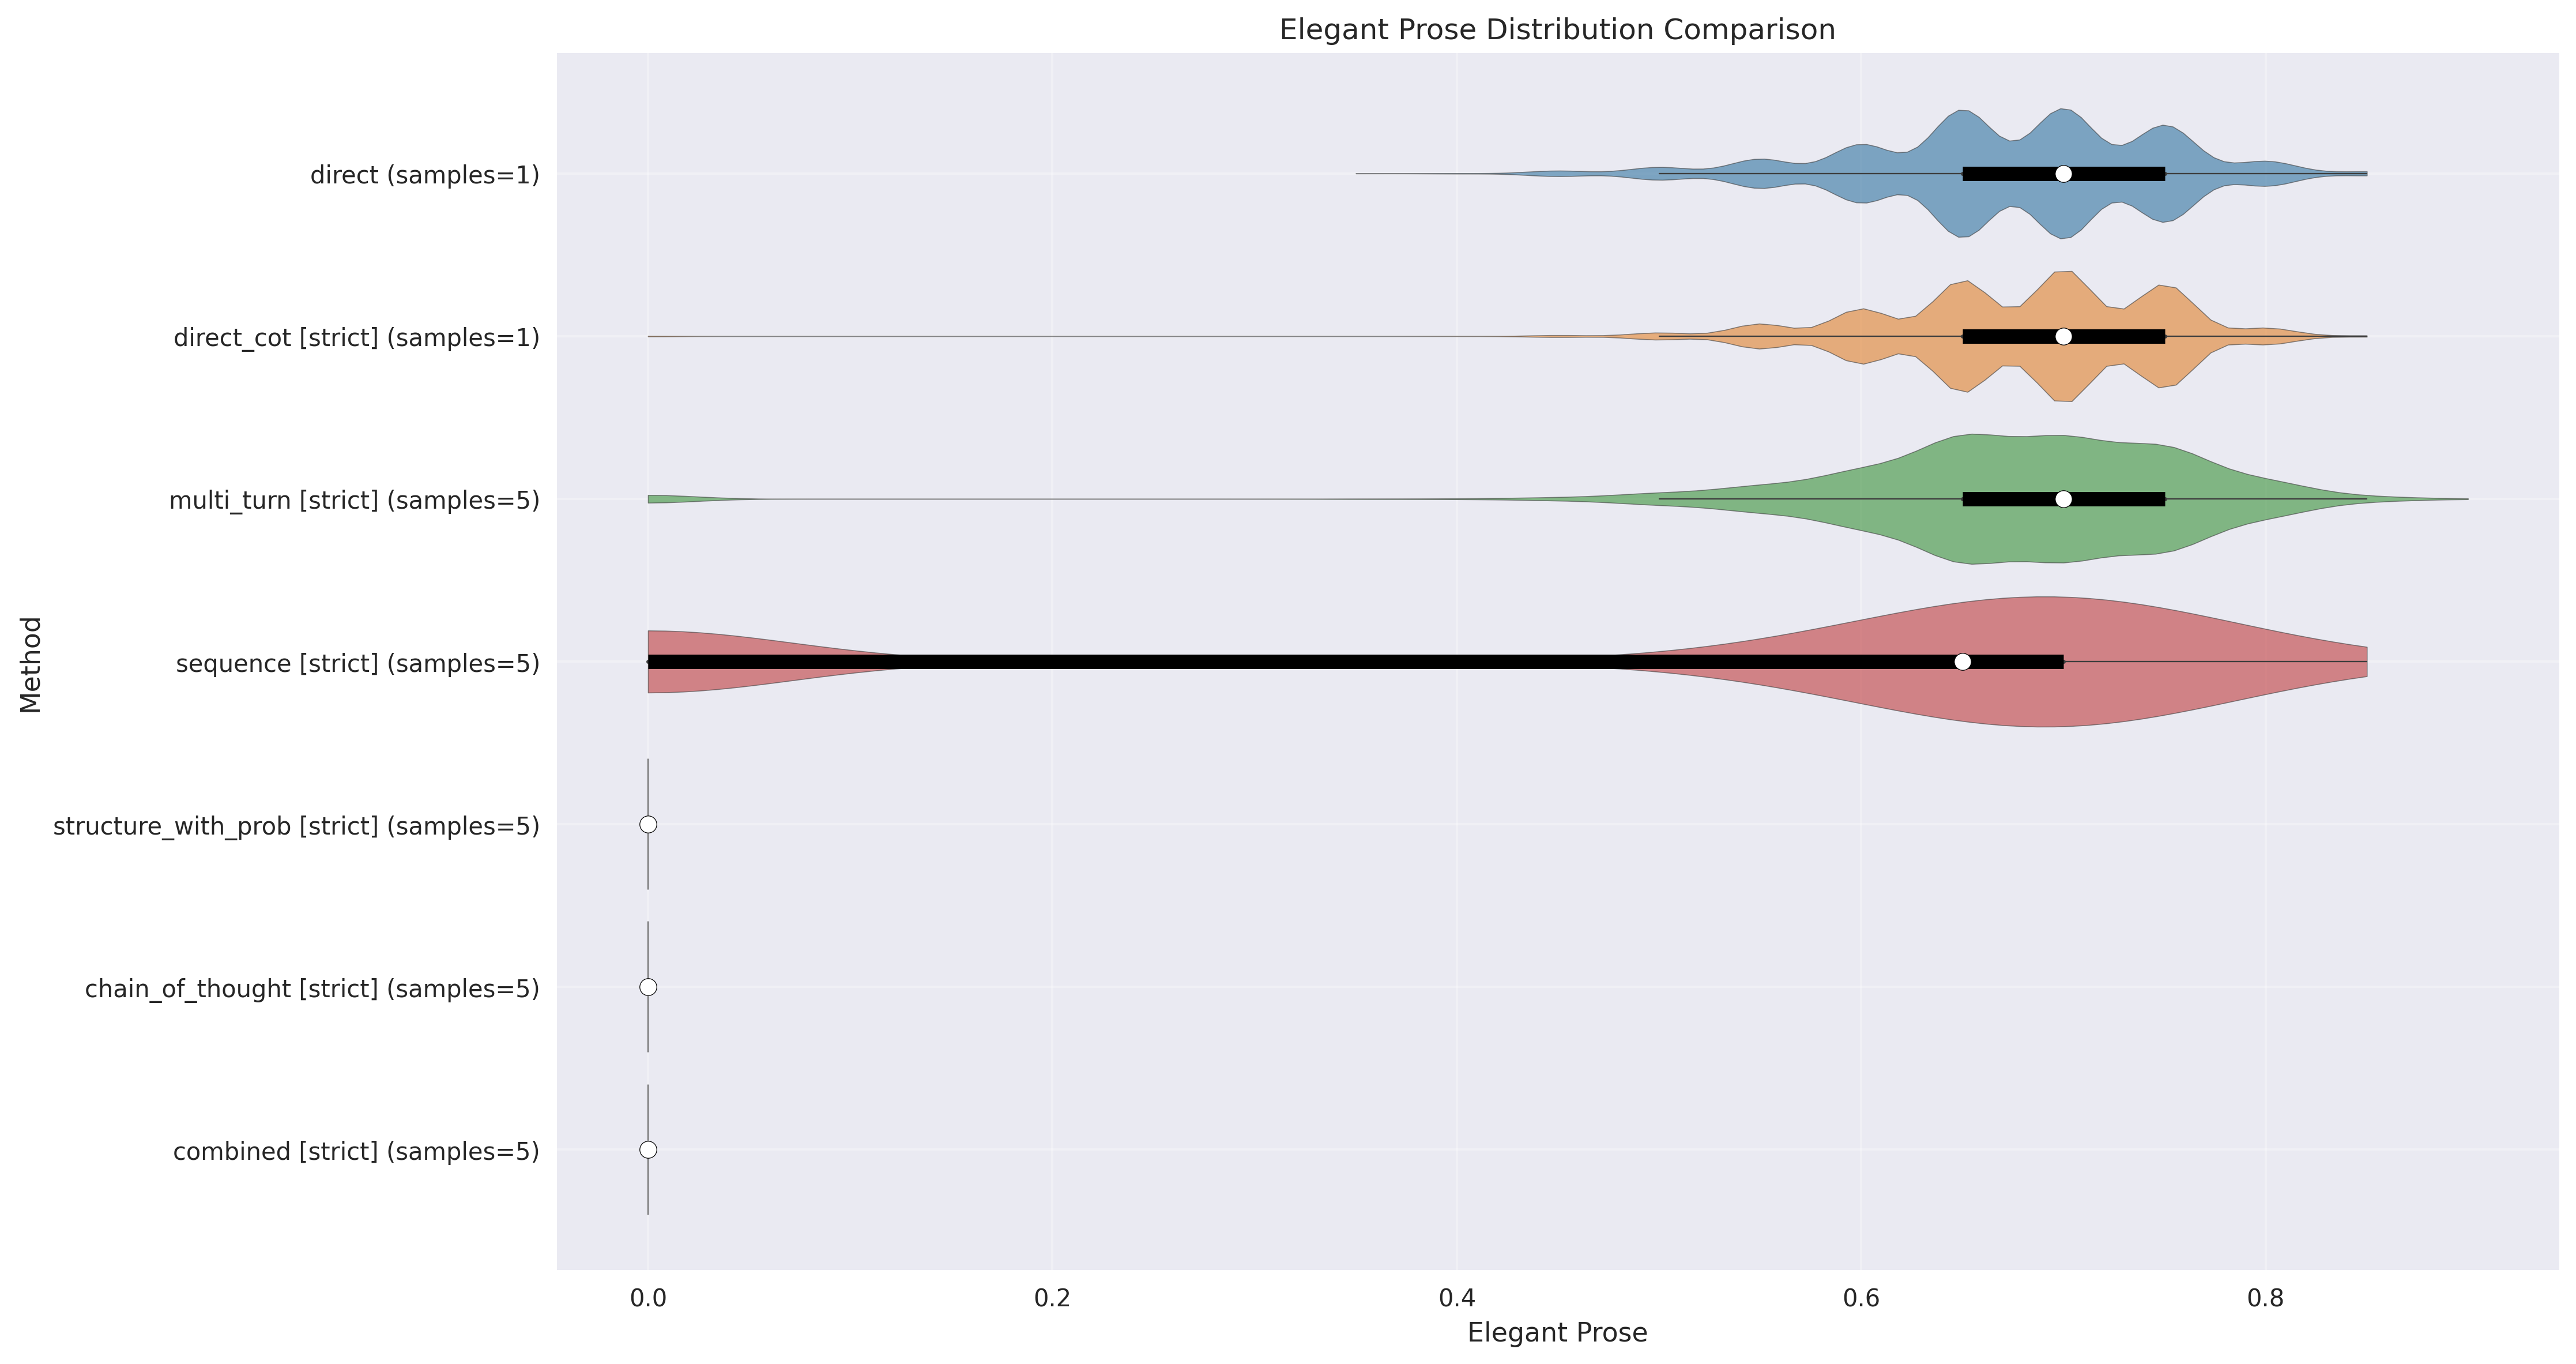 Elegant Prose Distribution Comparison
direct (samples=1)
direct_cot [strict] (samples=1)
multi_turn [strict] (samples=5)
sequence [strict] (samples=5)
structure_with_prob [strict] (samples=5)
chain_of_thought [strict] (samples=5)
combined [strict] (samples=5)
Method
0.0 0.2 0.4 0.6 0.8
Elegant Prose